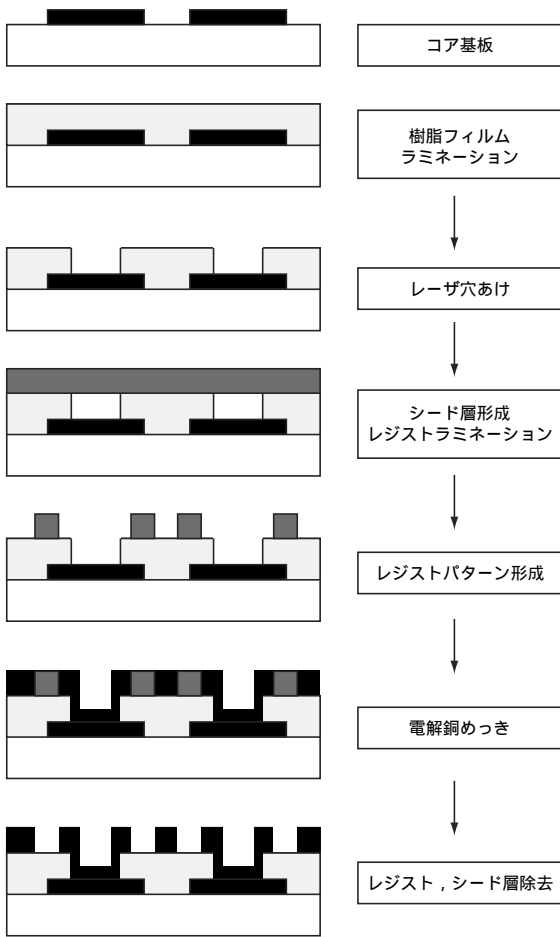 コア基板
樹脂フィルム
ラミネーション
レーザ穴あけ
シード層形成
レジストラミネーション
レジストパターン形成
電解銅めっき
レジスト，シード層除去